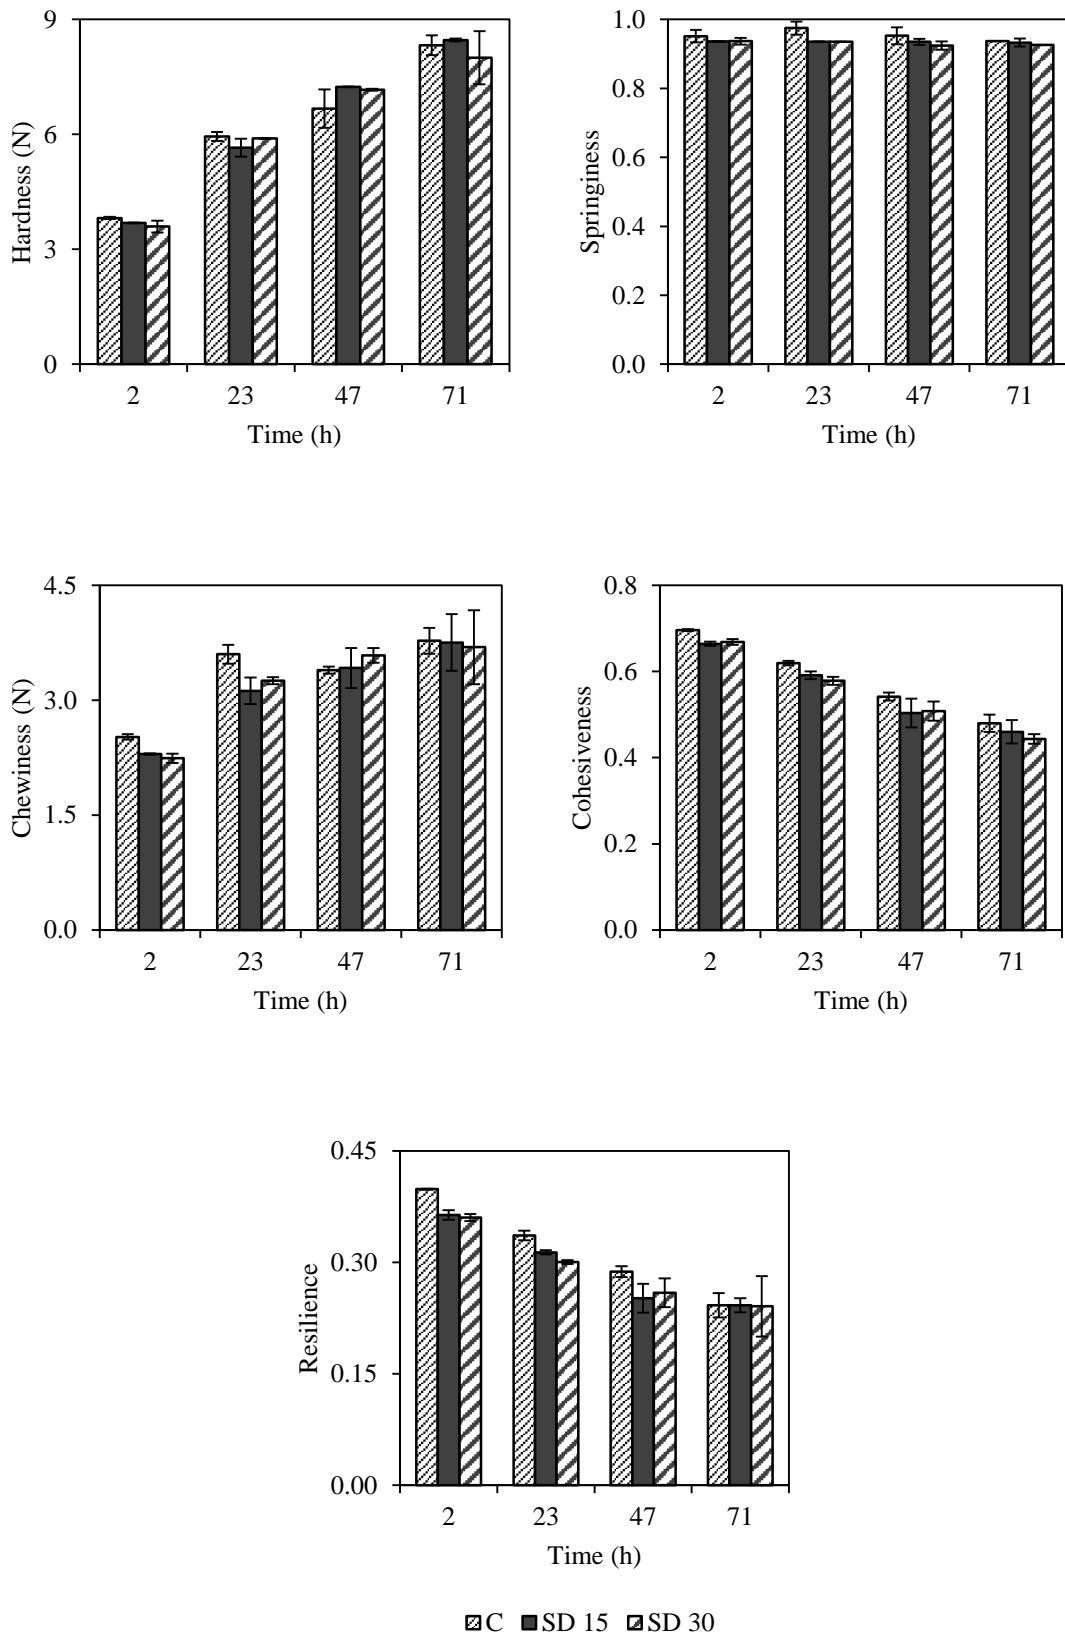 Hardness (N)
9
6
3
0
2 23 47 71
Time (h)
Springiness
1.0
0.8
0.6
0.4
0.2
0.0
2 23 47 71
Time (h)
Chewiness (N)
4.5
3.0
1.5
0.0
2 23 47 71
Time (h)
Cohesiveness
0.8
0.6
0.4
0.2
0.0
2 23 47 71
Time (h)
Resilience
0.45
0.30
0.15
0.00
2 23 47 71
Time (h)
C SD 15 SD 30